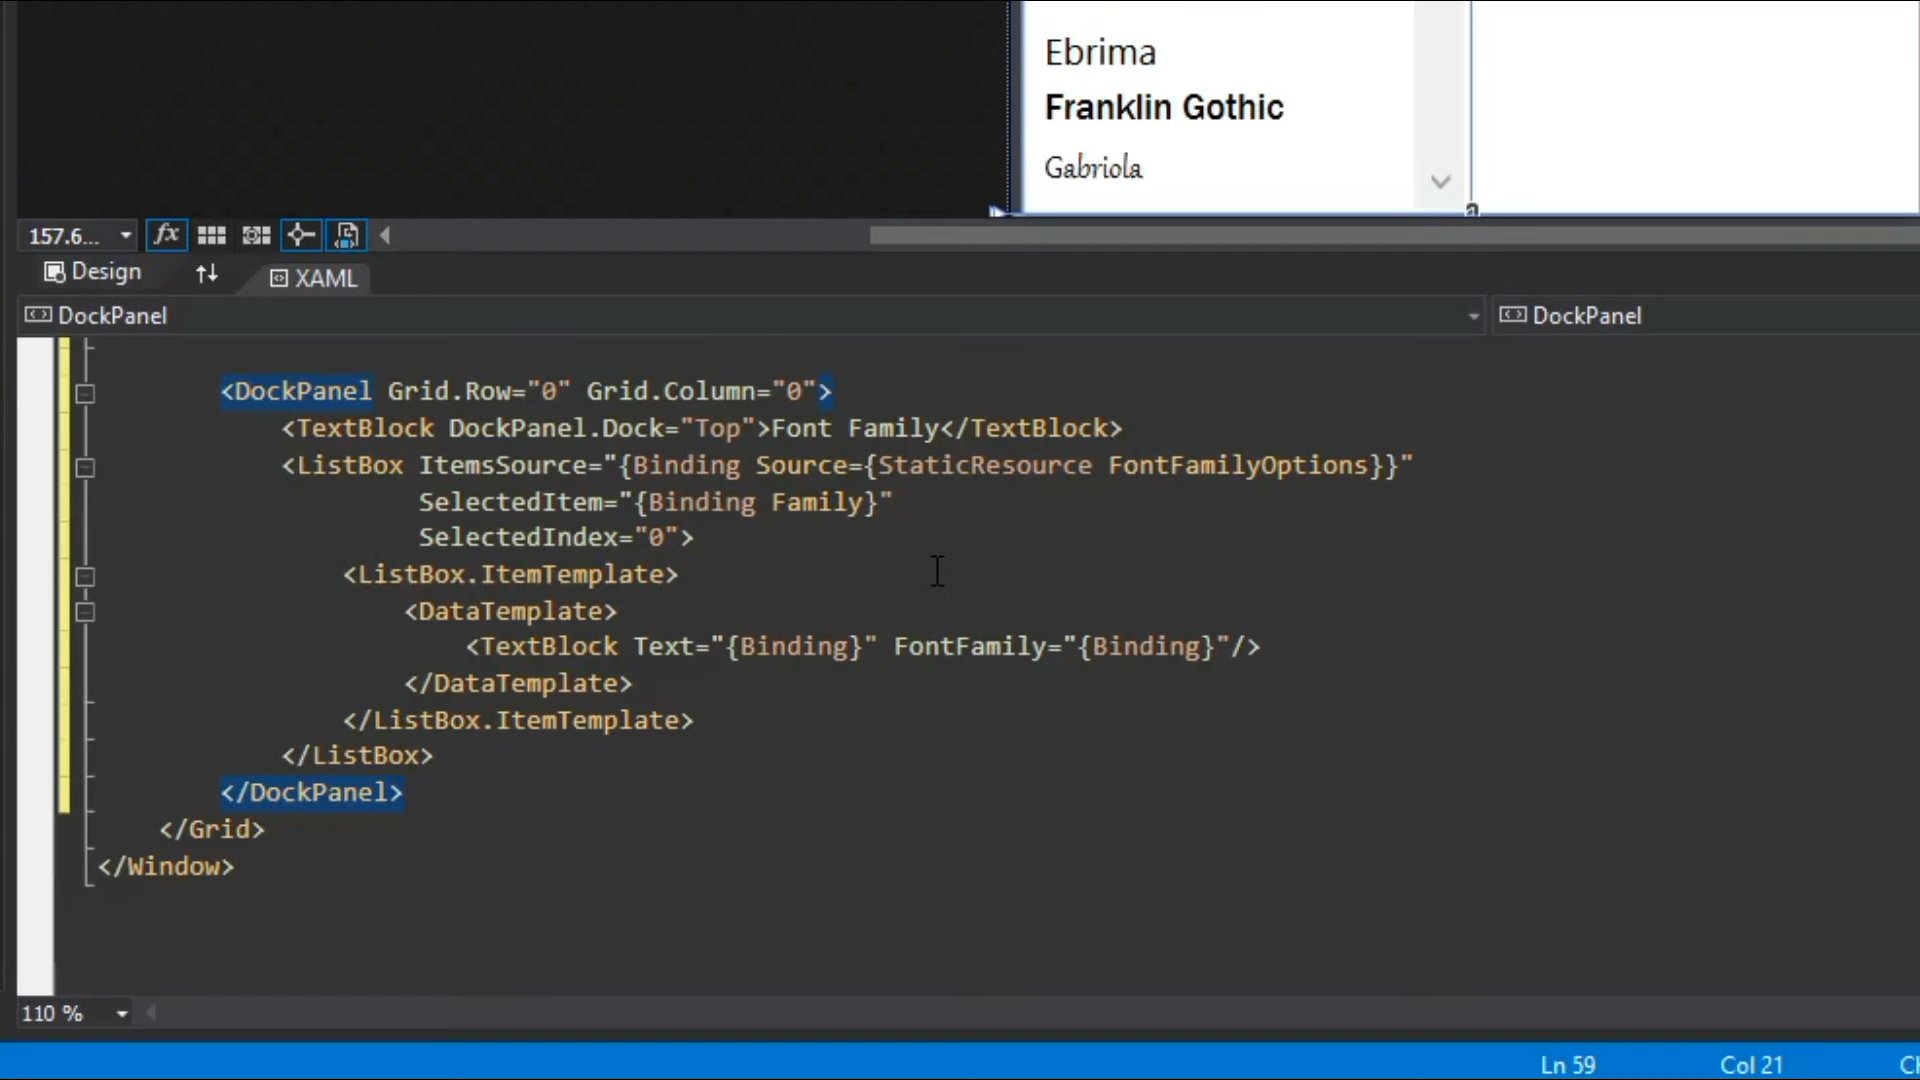 Ebrima
Franklin Gothic
Gabriola
157.6... fx
Design XAML
DockPanel DockPanel
<DockPanel Grid.Row="0" Grid.Column="0">
<TextBlock DockPanel.Dock="Top">Font Family</TextBlock>
<ListBox ItemsSource="{Binding Source={StaticResource FontFamilyOptions}}"
SelectedItem="{Binding Family}"
SelectedIndex="0">
<ListBox.ItemTemplate>
<DataTemplate>
<TextBlock Text="{Binding}" FontFamily="{Binding}"/>
</DataTemplate>
</ListBox.ItemTemplate>
</ListBox>
</DockPanel>
</Grid>
</Window>
110 %
Ln 59 Col 21